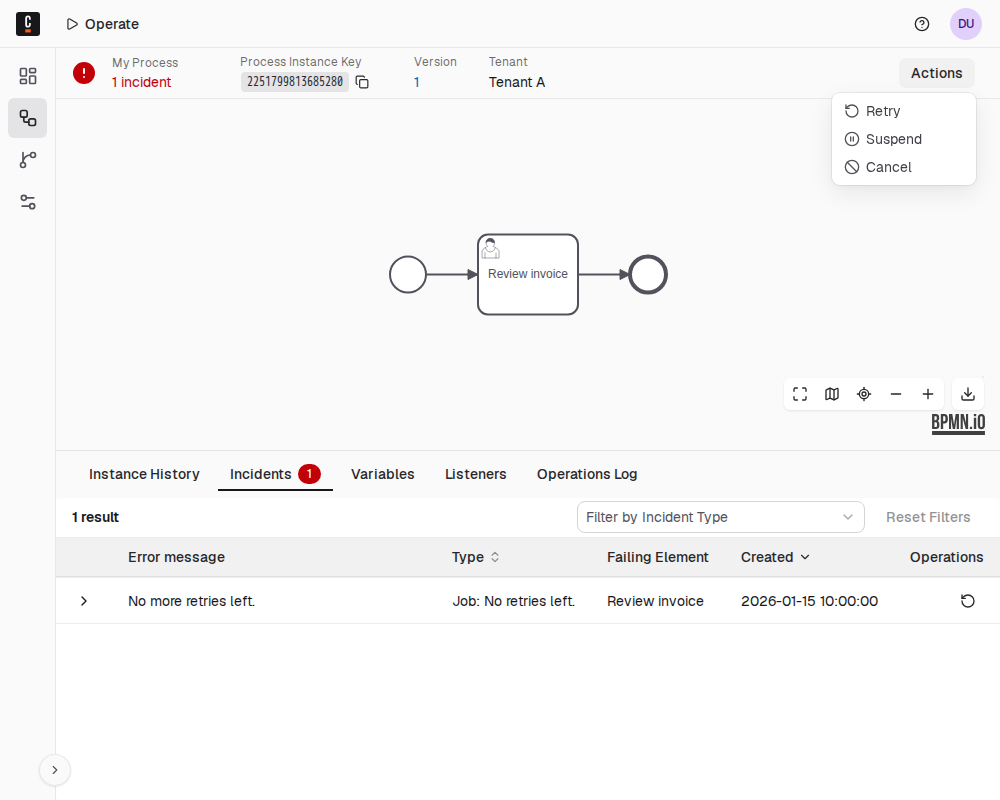 C
Operate
DU
My Process
1 incident
Process Instance Key
2251799813685280
Version
1
Tenant
Tenant A
Actions
Retry
Suspend
Cancel
Review invoice
BPMN.iO
Instance History
Incidents 1
Variables
Listeners
Operations Log
1 result
Filter by Incident Type
Reset Filters
Error message
Type
Failing Element
Created
Operations
No more retries left.
Job: No retries left.
Review invoice
2026-01-15 10:00:00